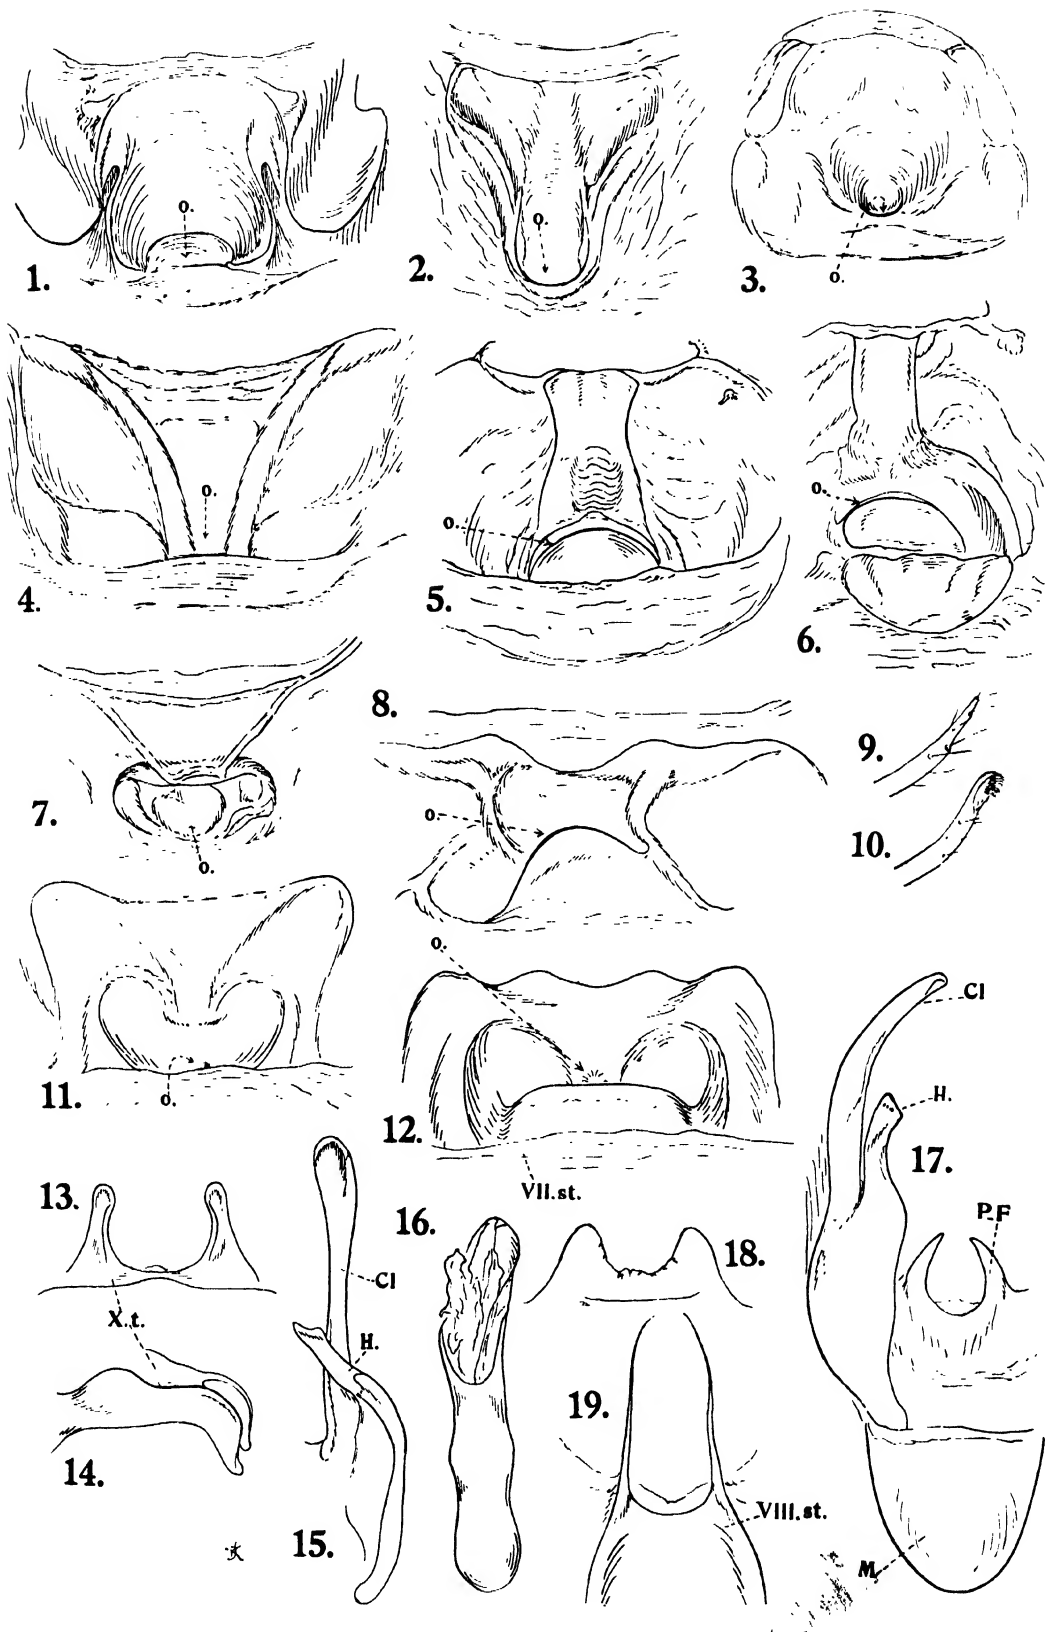 o.
o.
1.
2.
3.
o.
o.
o.
o.
4.
5.
6.
8.
9.
7.
o.
10.
o.
o.
Cl
11.
o.
12.
H.
17.
VII.st.
13.
16.
P.F
18.
X.t.
Cl
H.
19.
14.
VIII.st.
15.
M